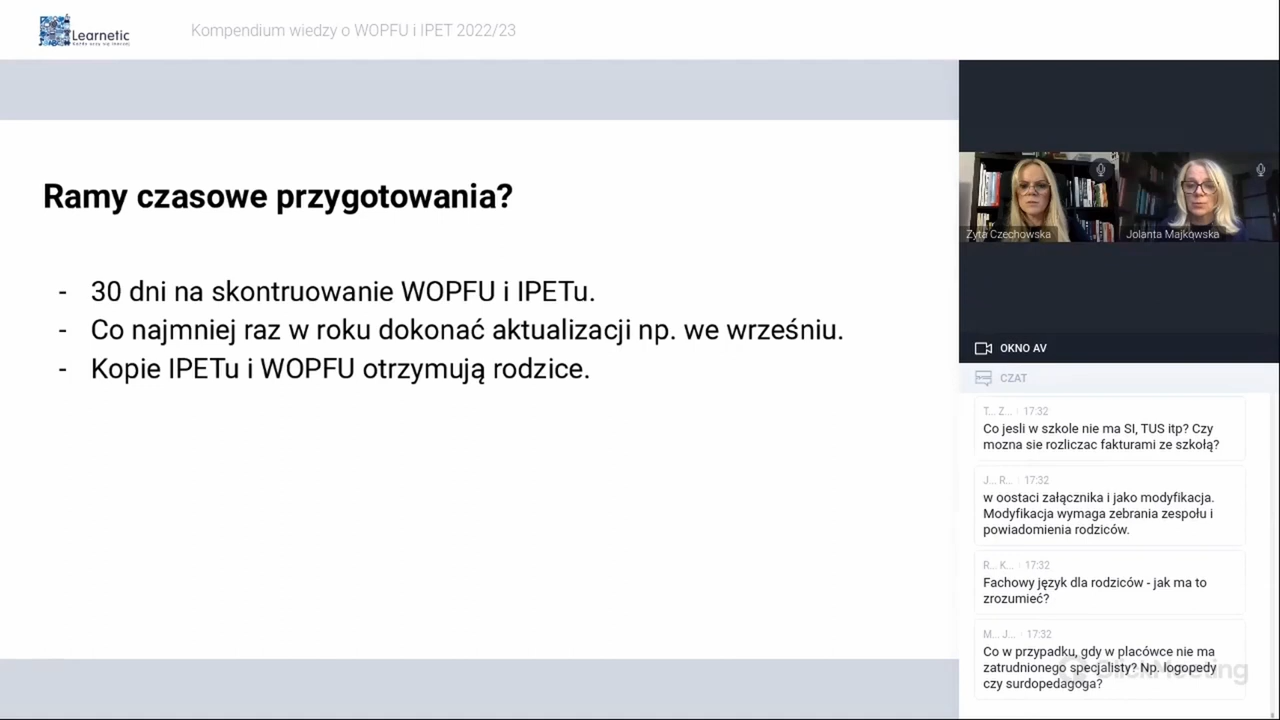 Learnetic
Kompendium wiedzy o WOPFU i IPET 2022/23
Ramy czasowe przygotowania?
- 30 dni na skontruowanie WOPFU i IPETu.
- Co najmniej raz w roku dokonać aktualizacji np. we wrześniu.
- Kopie IPETu i WOPFU otrzymują rodzice.
Zyta Czechowska
Jolanta Majkowska
OKNO AV
CZAT
T... Z... 17:32
Co jesli w szkole nie ma SI, TUS itp? Czy
mozna sie rozliczac fakturami ze szkołą?
J... R... 17:32
w oostaci załącznika i jako modyfikacja.
Modyfikacja wymaga zebrania zespołu i
powiadomienia rodziców.
R... K... 17:32
Fachowy język dla rodziców - jak ma to
zrozumieć?
M... J... 17:32
Co w przypadku, gdy w placówce nie ma
zatrudnionego specjalisty? Np. logopedy
czy surdopedagoga?
ClickMeeting